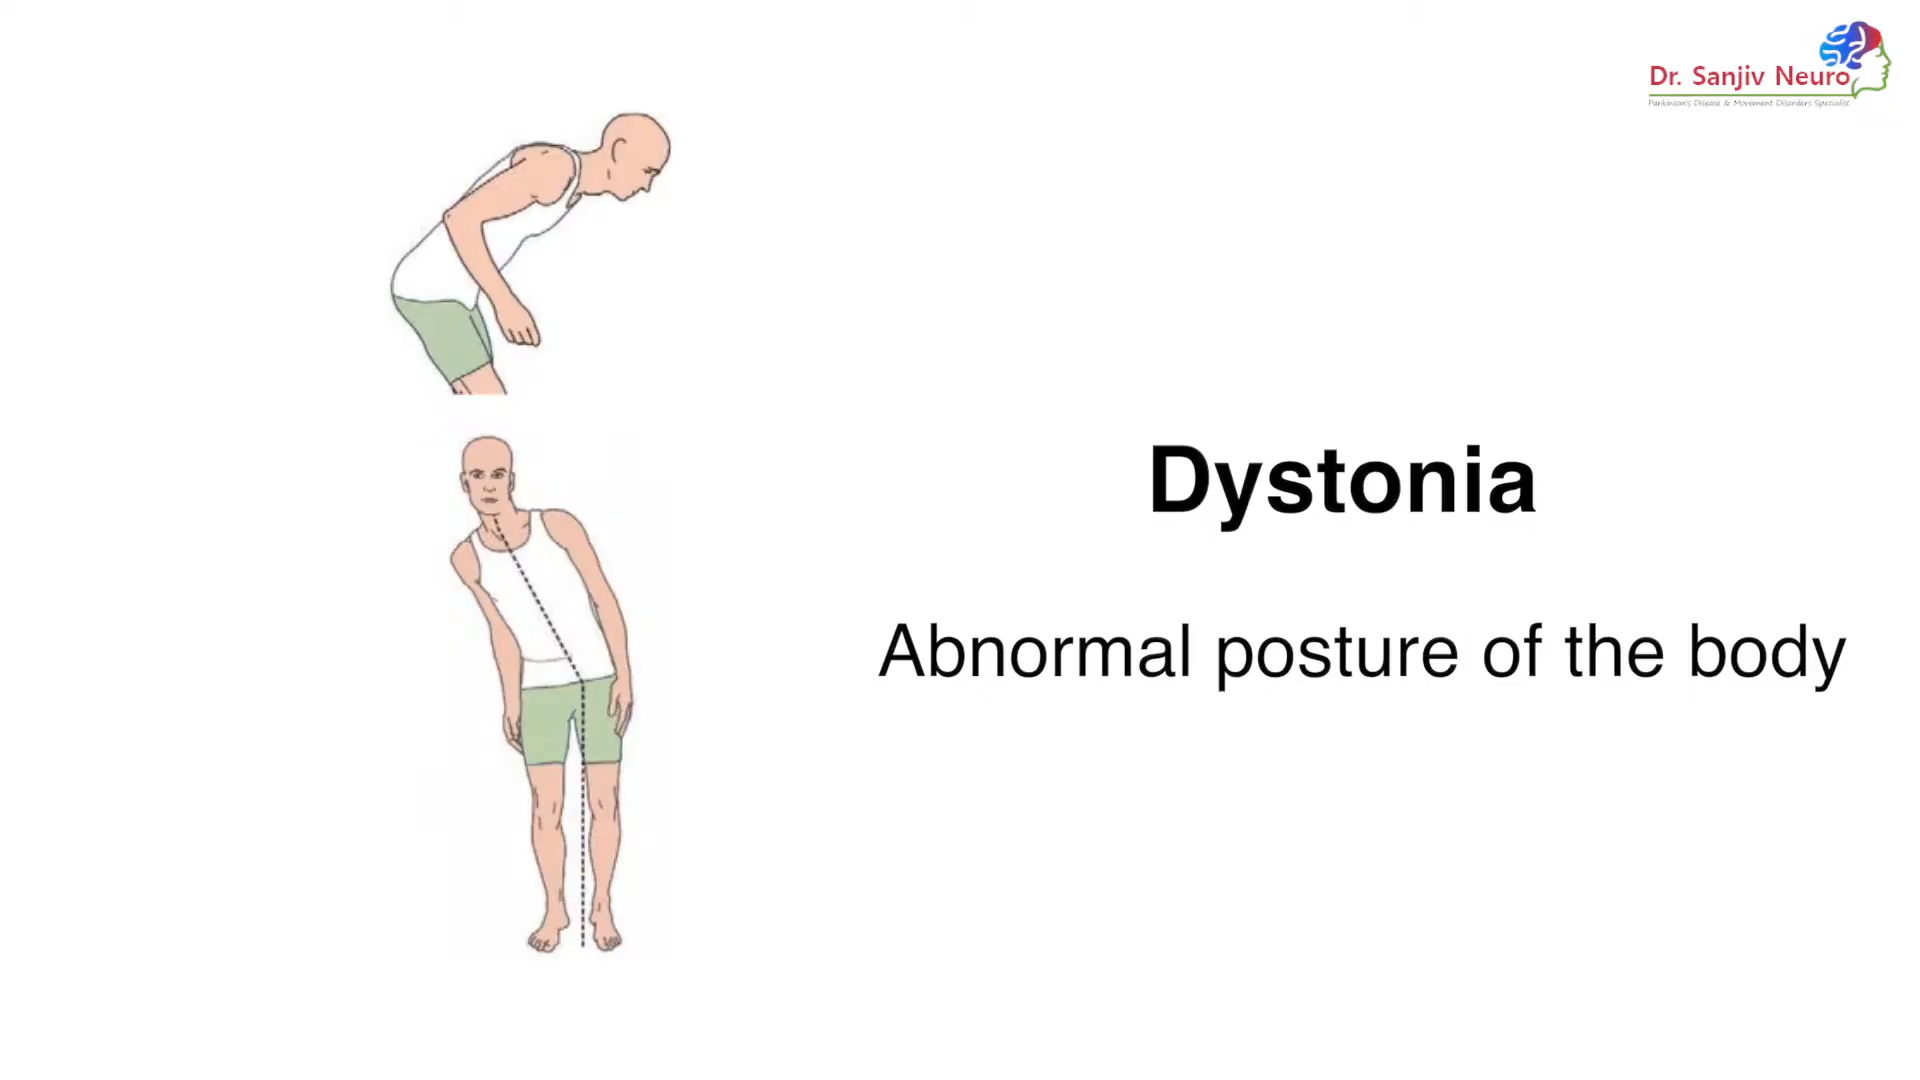 Dr. Sanjiv Neuro
Parkinson's Disease & Movement Disorders Specialist
Dystonia
Abnormal posture of the body